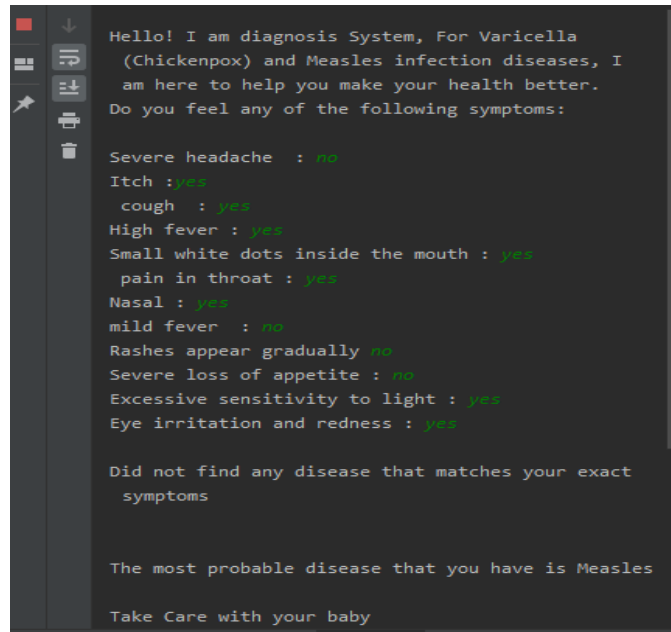 Hello! I am diagnosis System, For Varicella
(Chickenpox) and Measles infection diseases, I
am here to help you make your health better.
Do you feel any of the following symptoms:
Severe headache  : no
Itch :yes
cough  : yes
High fever : yes
Small white dots inside the mouth : yes
pain in throat : yes
Nasal : yes
mild fever  : no
Rashes appear gradually no
Severe loss of appetite : no
Excessive sensitivity to light : yes
Eye irritation and redness : yes
Did not find any disease that matches your exact
symptoms
The most probable disease that you have is Measles
Take Care with your baby